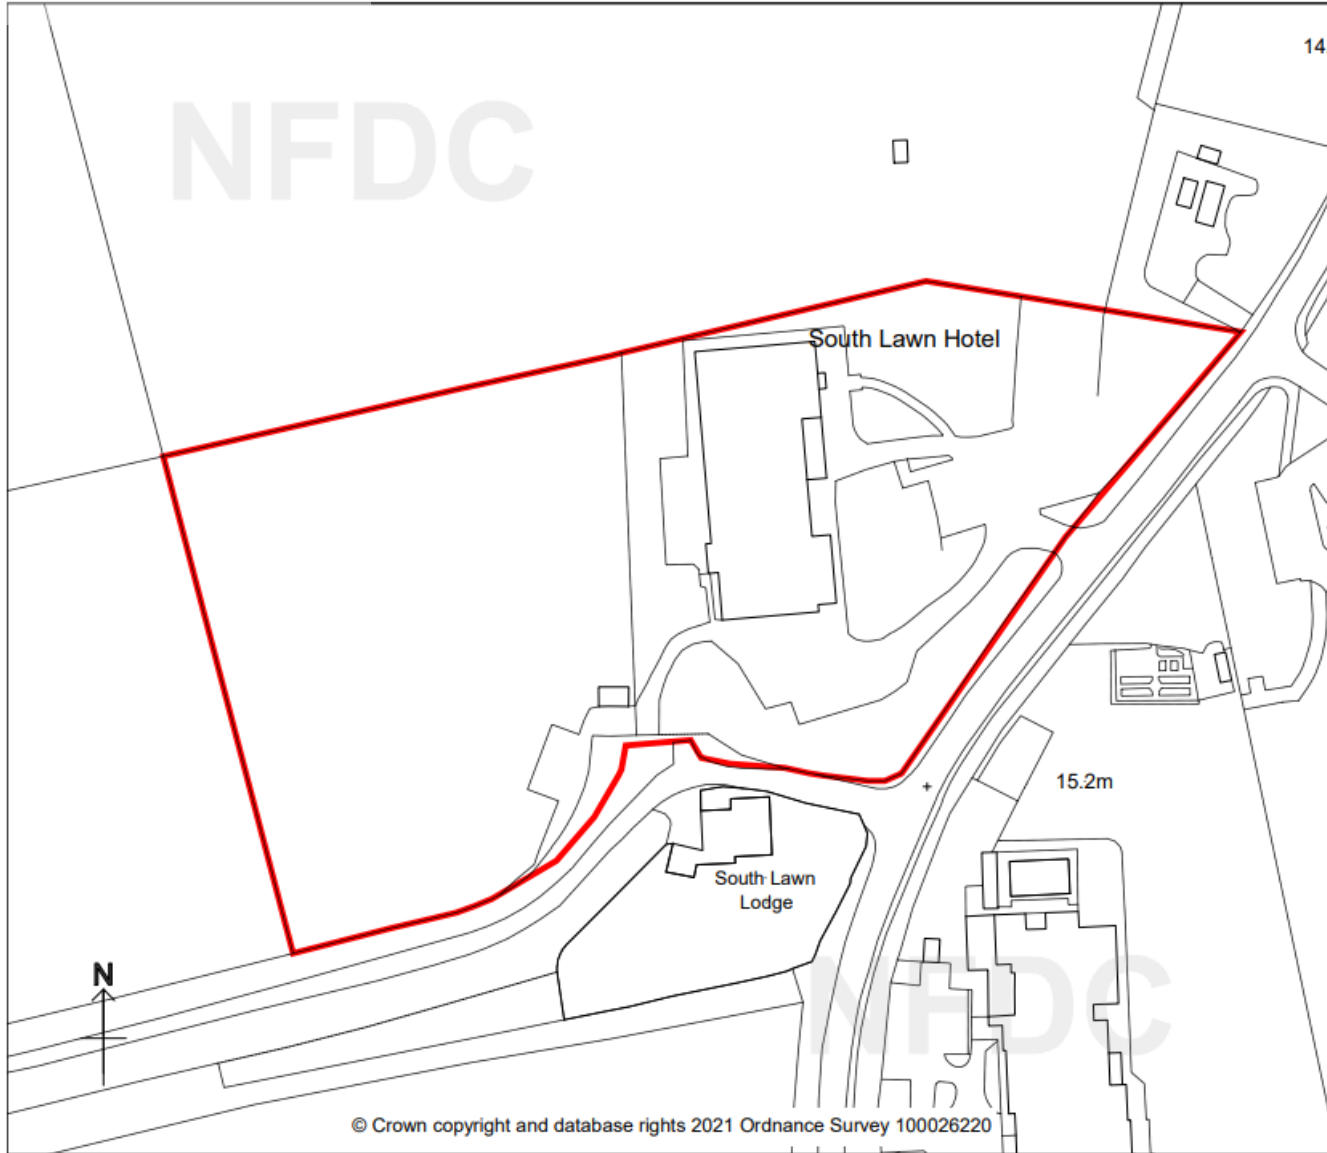 14
NFDC
South Lawn Hotel
15.2m
South Lawn
Lodge
N
NFDC
© Crown copyright and database rights 2021 Ordnance Survey 100026220